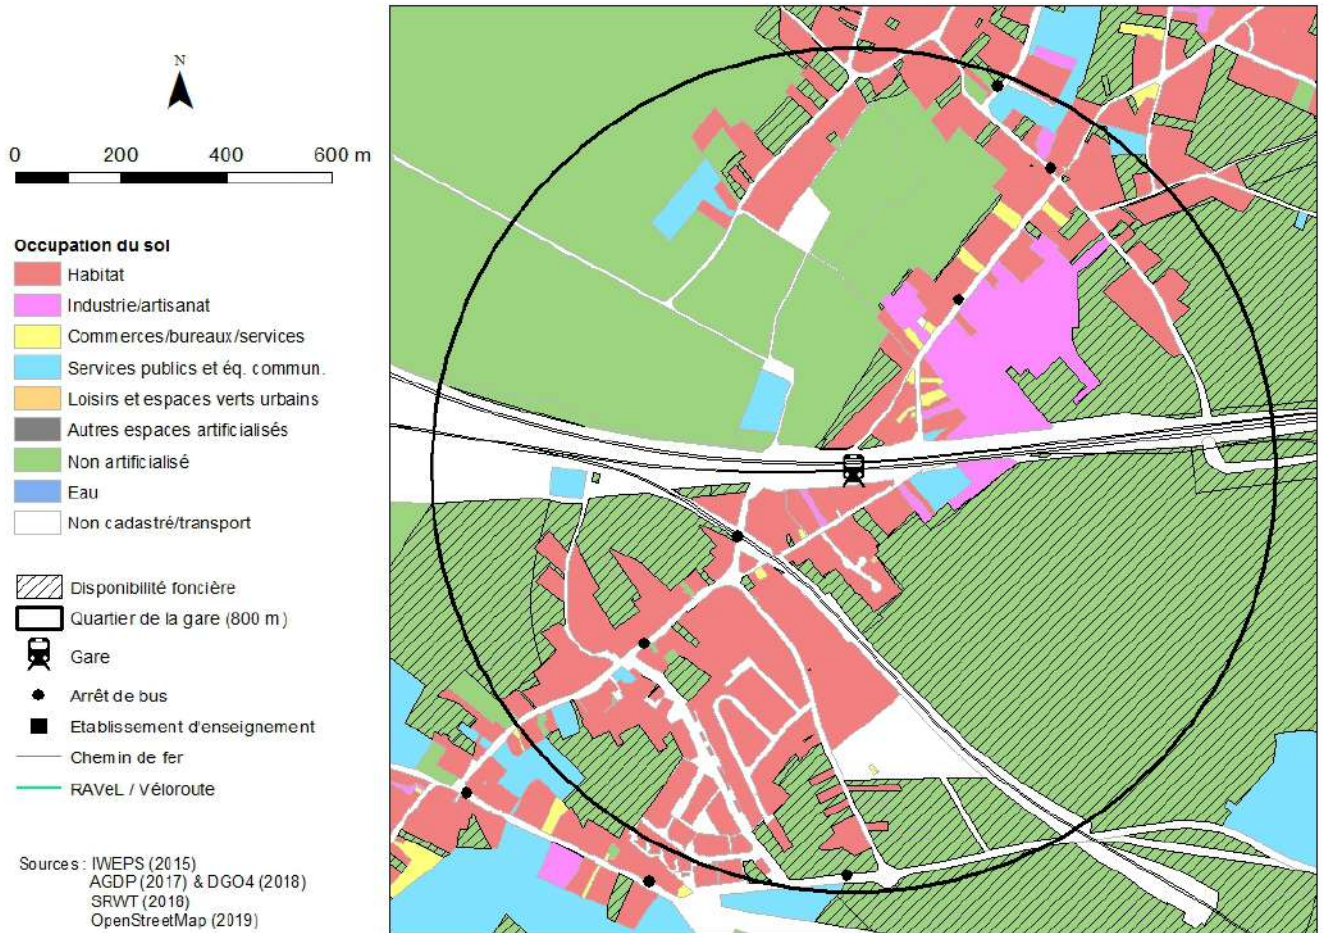 N
0 200 400 600 m
Occupation du sol
Habitat
Industrie/artisanat
Commerces/bureaux/services
Services publics et éq. commun.
Loisirs et espaces verts urbains
Autres espaces artificialisés
Non artificialisé
Eau
Non cadastré/transport
Disponibilité foncière
Quartier de la gare (800 m)
Gare
Arrêt de bus
Etablissement d'enseignement
Chemin de fer
RAVeL / Véloroute
Sources : IWEPS (2015)
AGDP (2017) & DGO4 (2018)
SRWT (2018)
OpenStreetMap (2019)